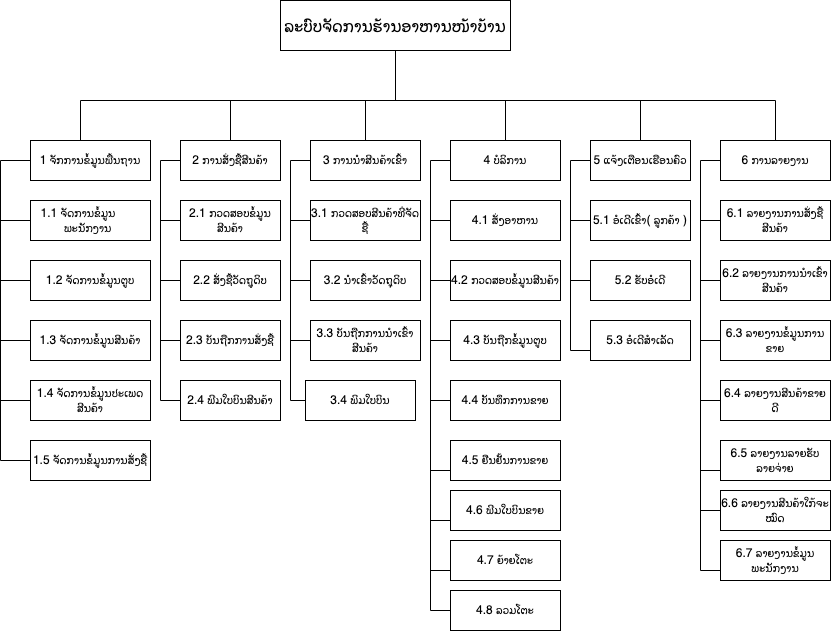 ລະບົບຈັດການຮ້ານອາຫານໜ້າບ້ານ
1 ຈັກການຂໍ້ມູນພື້ນຖານ
1.1 ຈັດການຂໍ້ມູນ
ພະນັກງານ
1.2 ຈັດການຂໍ້ມູນຕູບ
1.3 ຈັດການຂໍ້ມູນສິນຄ້າ
1.4 ຈັດການຂໍ້ມູນປະເພດ
ສິນຄ້າ
1.5 ຈັດການຂໍ້ມູນການສັ່ງຊື້
2 ການສັ່ງຊື້ສິນຄ້າ
2.1 ກວດສອບຂໍ້ມູນ
ສິນຄ້າ
2.2 ສັ່ງຊື້ວັດຖຸດິບ
2.3 ບັນຖືກການສັ່ງຊື້
2.4 ພິມໃບບິນສິນຄ້າ
3 ການນຳສິນຄ້າເຂົ້າ
3.1 ກວດສອບສິນຄ້າທີ່ຈັດ
ຊື້
3.2 ນຳເຂົ້າວັດຖຸດິບ
3.3 ບັນຖືກການນຳເຂົ້າ
ສິນຄ້າ
3.4 ພິມໃບບິນ
4 ບໍລິການ
4.1 ສັ່ງອາຫານ
4.2 ກວດສອບຂໍ້ມູນສິນຄ້າ
4.3 ບັນຖືກຂໍ້ມູນຕູບ
4.4 ບັນທຶກການຂາຍ
4.5 ຢືນຢັ້ນການຂາຍ
4.6 ພິມໃບບິນຂາຍ
4.7 ຍ້າຍໂຕະ
4.8 ລວມໂຕະ
5 ແຈ້ງເຕືອນເຮືອນຄົວ
5.1 ອໍເດີເຂົ້າ( ລູກຄ້າ )
5.2 ຮັບອໍເດີ
5.3 ອໍເດີສຳເລັດ
6 ການລາຍງານ
6.1 ລາຍງານການສັ່ງຊື້
ສິນຄ້າ
6.2 ລາຍງານການນຳເຂົ້າ
ສິນຄ້າ
6.3 ລາຍງານຂໍ້ມູນການ
ຂາຍ
6.4 ລາຍງານສິນຄ້າຂາຍ
ດີ
6.5 ລາຍງານລາຍຮັບ
ລາຍຈ່າຍ
6.6 ລາຍງານສິນຄ້າໃກ້ຈະ
ໝົດ
6.7 ລາຍງານຂໍ້ມູນ
ພະນັກງານ